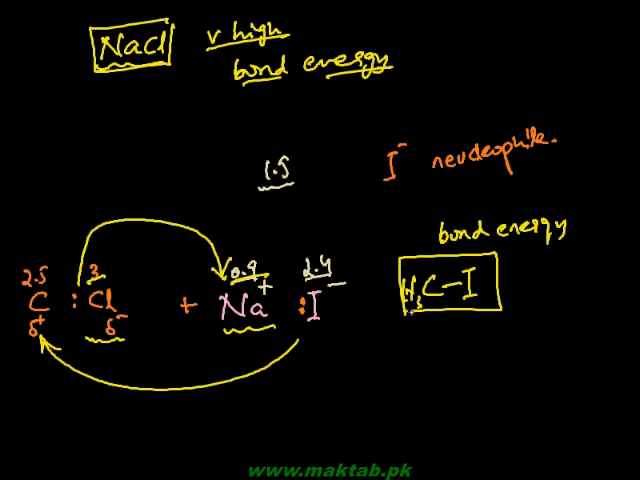 NaCl v high
bond energy
1.5
I⁻ neucleophile.
bond energy
2.5 3 0.9 2.4
C : Cl + Na⁺ : I
δ⁺ δ⁻
H₃C–I
www.maktab.pk